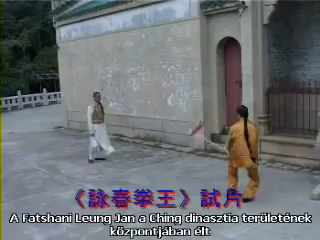 《詠春拳王》試片
A Fatshani Leung Jan a Ching dinasztia területének
központjában élt